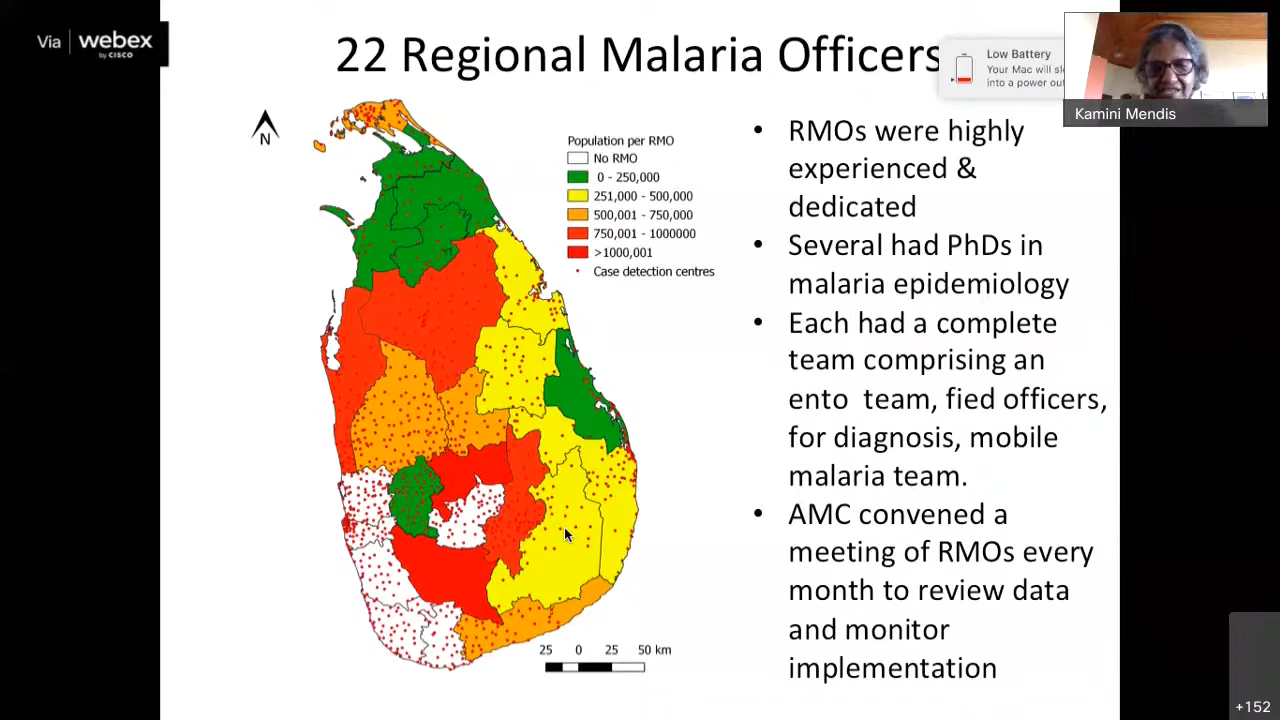 Via webex
by CISCO
22 Regional Malaria Officers
Low Battery
Your Mac will sl
into a power out
Kamini Mendis
N
Population per RMO
No RMO
0 - 250,000
251,000 - 500,000
500,001 - 750,000
750,001 - 1000000
>1000,001
Case detection centres
25 0 25 50 km
• RMOs were highly
experienced &
dedicated
• Several had PhDs in
malaria epidemiology
• Each had a complete
team comprising an
ento team, fied officers,
for diagnosis, mobile
malaria team.
• AMC convened a
meeting of RMOs every
month to review data
and monitor
implementation
+152